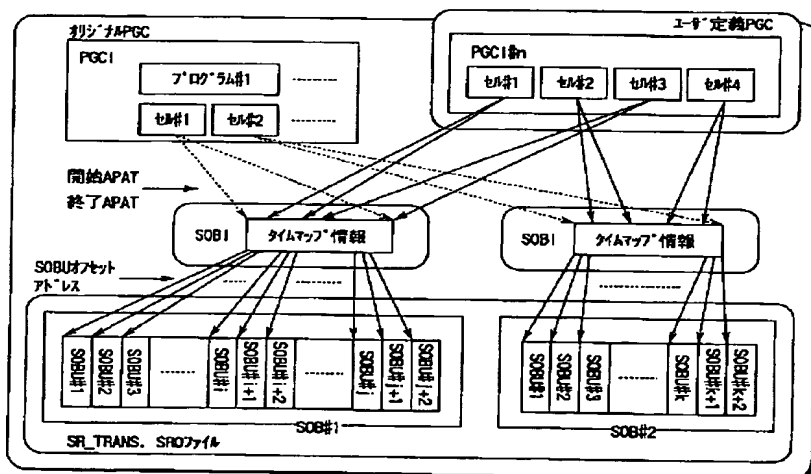 オリジナルPGC
ユーザ定義PGC
PGCI
PGCI#n
プログラム#1
セル#1
セル#2
セル#1
セル#2
セル#3
セル#4
開始APAT
終了APAT
SOBI
タイムマップ情報
SOBI
タイムマップ情報
SOBUオフセット
アドレス
SOBU#1
SOBU#2
SOBU#3
SOBU#i
SOBU#i+1
SOBU#i+2
SOBU#j
SOBU#j+1
SOBU#j+2
SOBU#1
SOBU#2
SOBU#3
SOBU#k
SOBU#k+1
SOBU#k+2
SOB#1
SOB#2
SR_TRANS. SROファイル